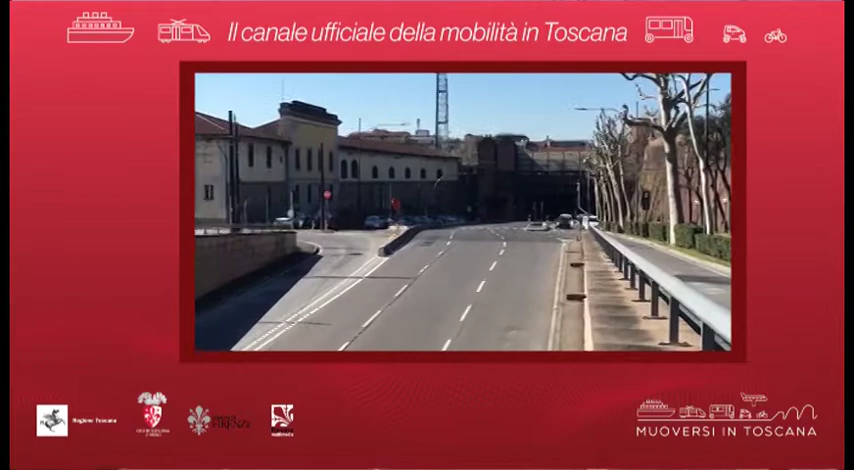 Il canale ufficiale della mobilità in Toscana
Regione Toscana
FIRENZE
MUOVERSI IN TOSCANA